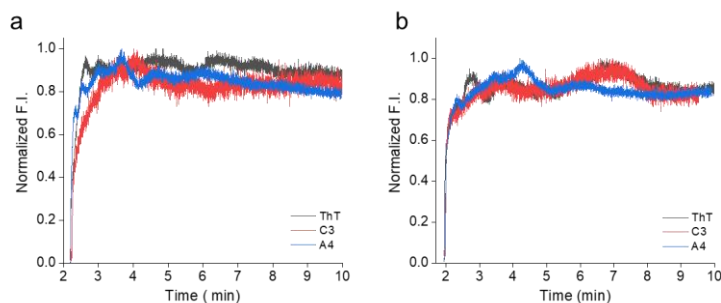 a
Normalized F.I.
1.0
0.8
0.6
0.4
0.2
0.0
ThT
C3
A4
2 3 4 5 6 7 8 9 10
Time ( min)
b
Normalized F.I.
1.0
0.8
0.6
0.4
0.2
0.0
ThT
C3
A4
2 3 4 5 6 7 8 9 10
Time (min)